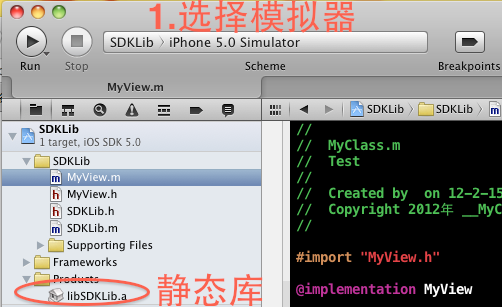 1.选择模拟器
SDKLib iPhone 5.0 Simulator
Run Stop Scheme Breakpoints
MyView.m
SDKLib
1 target, iOS SDK 5.0
SDKLib
MyView.m
MyView.h
SDKLib.h
SDKLib.m
Supporting Files
Frameworks
Products
libSDKLib.a
静态库
SDKLib SDKLib
//
// MyClass.m
// Test
//
// Created by on 12-2-15
// Copyright 2012年 __MyC
//
#import "MyView.h"
@implementation MyView